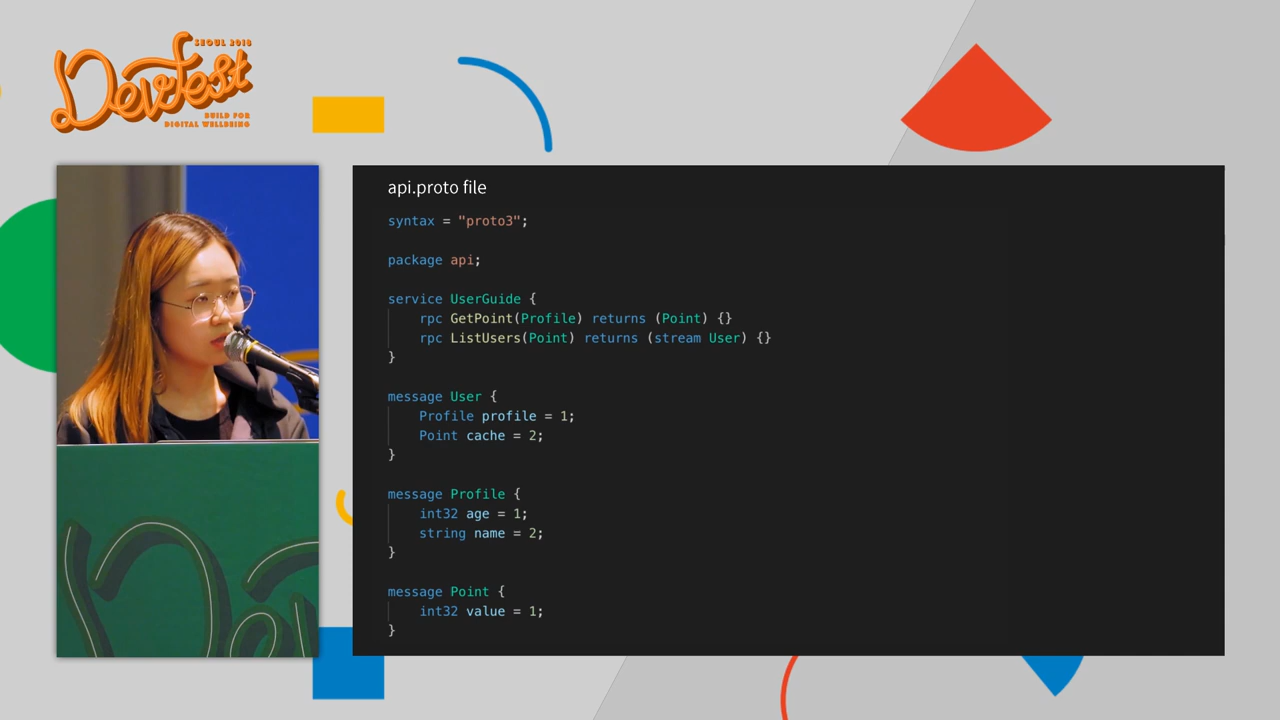 SEOUL 2018
DevFest
BUILD FOR
DIGITAL WELLBEING
api.proto file
syntax = "proto3";
package api;
service UserGuide {
rpc GetPoint(Profile) returns (Point) {}
rpc ListUsers(Point) returns (stream User) {}
}
message User {
Profile profile = 1;
Point cache = 2;
}
message Profile {
int32 age = 1;
string name = 2;
}
message Point {
int32 value = 1;
}